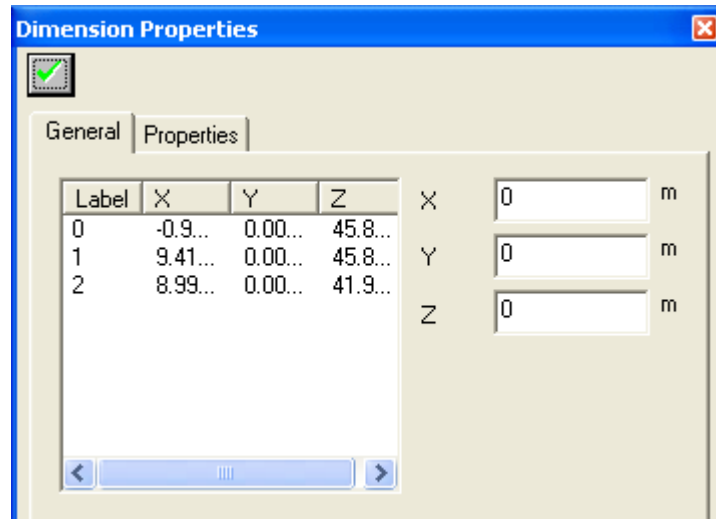 Dimension Properties
General Properties
Label X Y Z
0 -0.9... 0.00... 45.8...
1 9.41... 0.00... 45.8...
2 8.99... 0.00... 41.9...
X 0 m
Y 0 m
Z 0 m